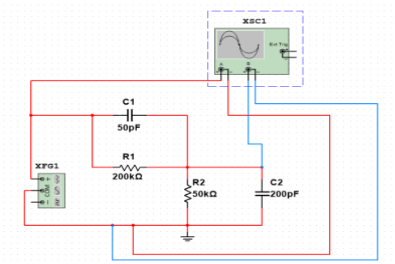 XSC1
Ext Trig
A
B
C1
50pF
XFG1
COM
R1
200kΩ
R2
50kΩ
C2
200pF